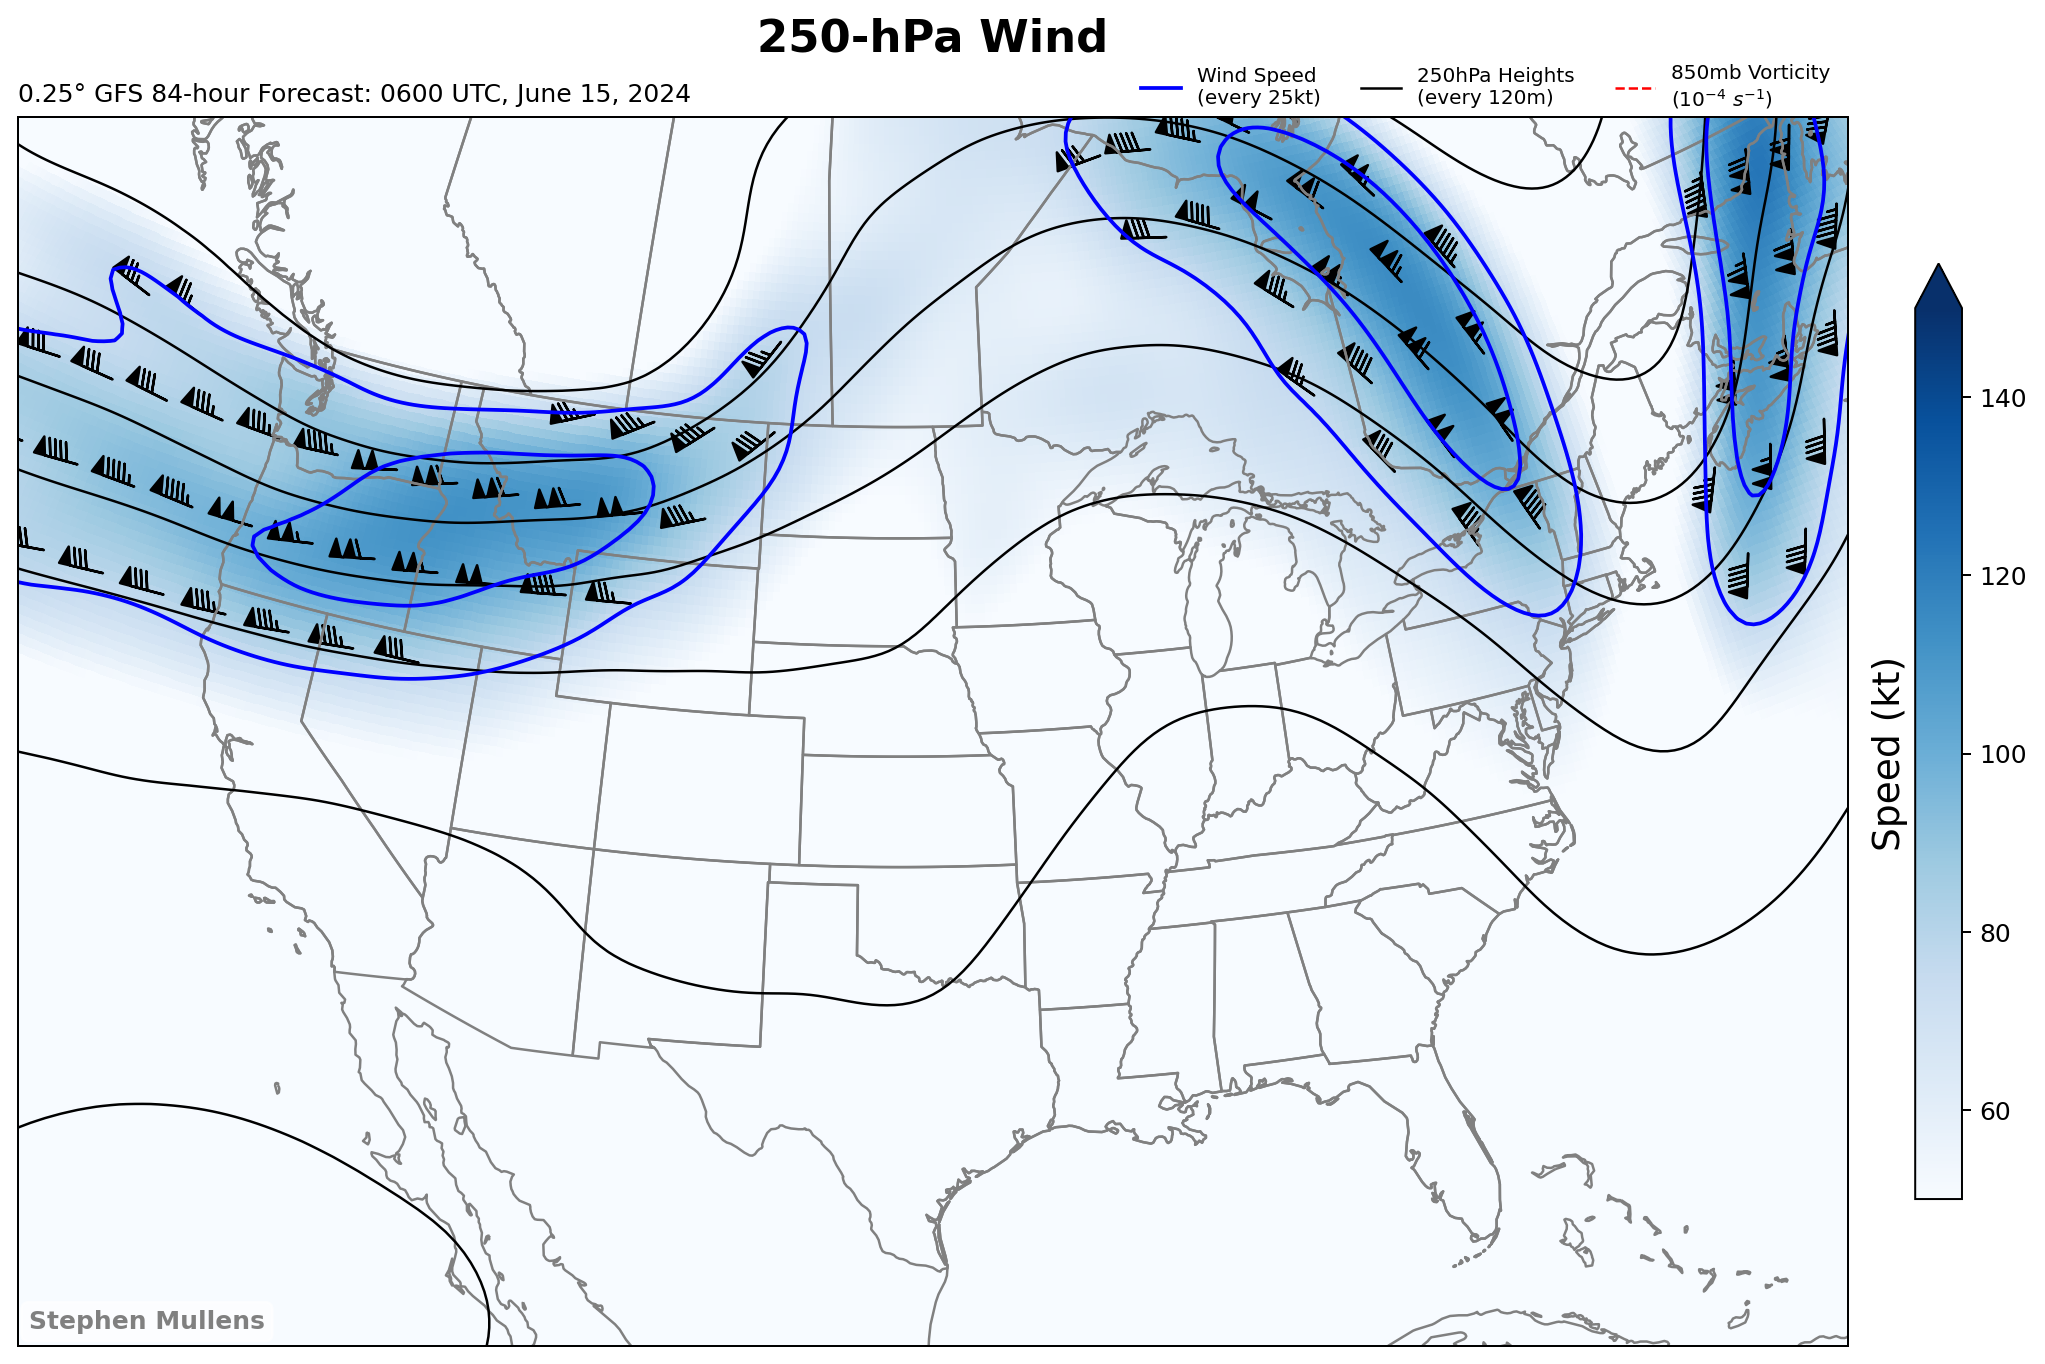 250-hPa Wind
0.25° GFS 84-hour Forecast: 0600 UTC, June 15, 2024
Wind Speed
(every 25kt)
250hPa Heights
(every 120m)
850mb Vorticity
(10⁻⁴ s⁻¹)
140
120
100
80
60
Speed (kt)
Stephen Mullens